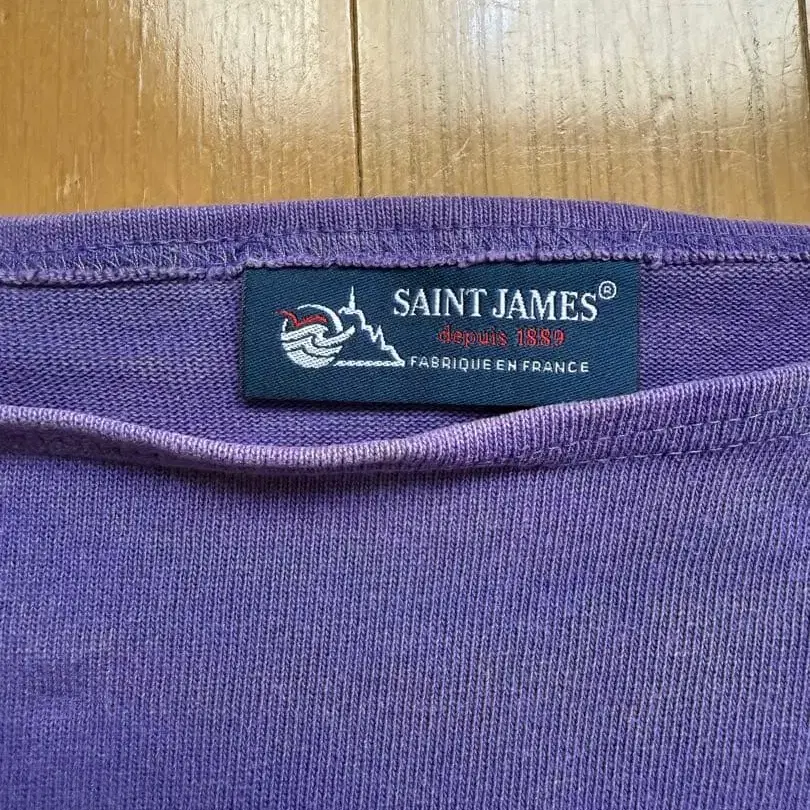 SAINT JAMES®
depuis 1889
FABRIQUE EN FRANCE